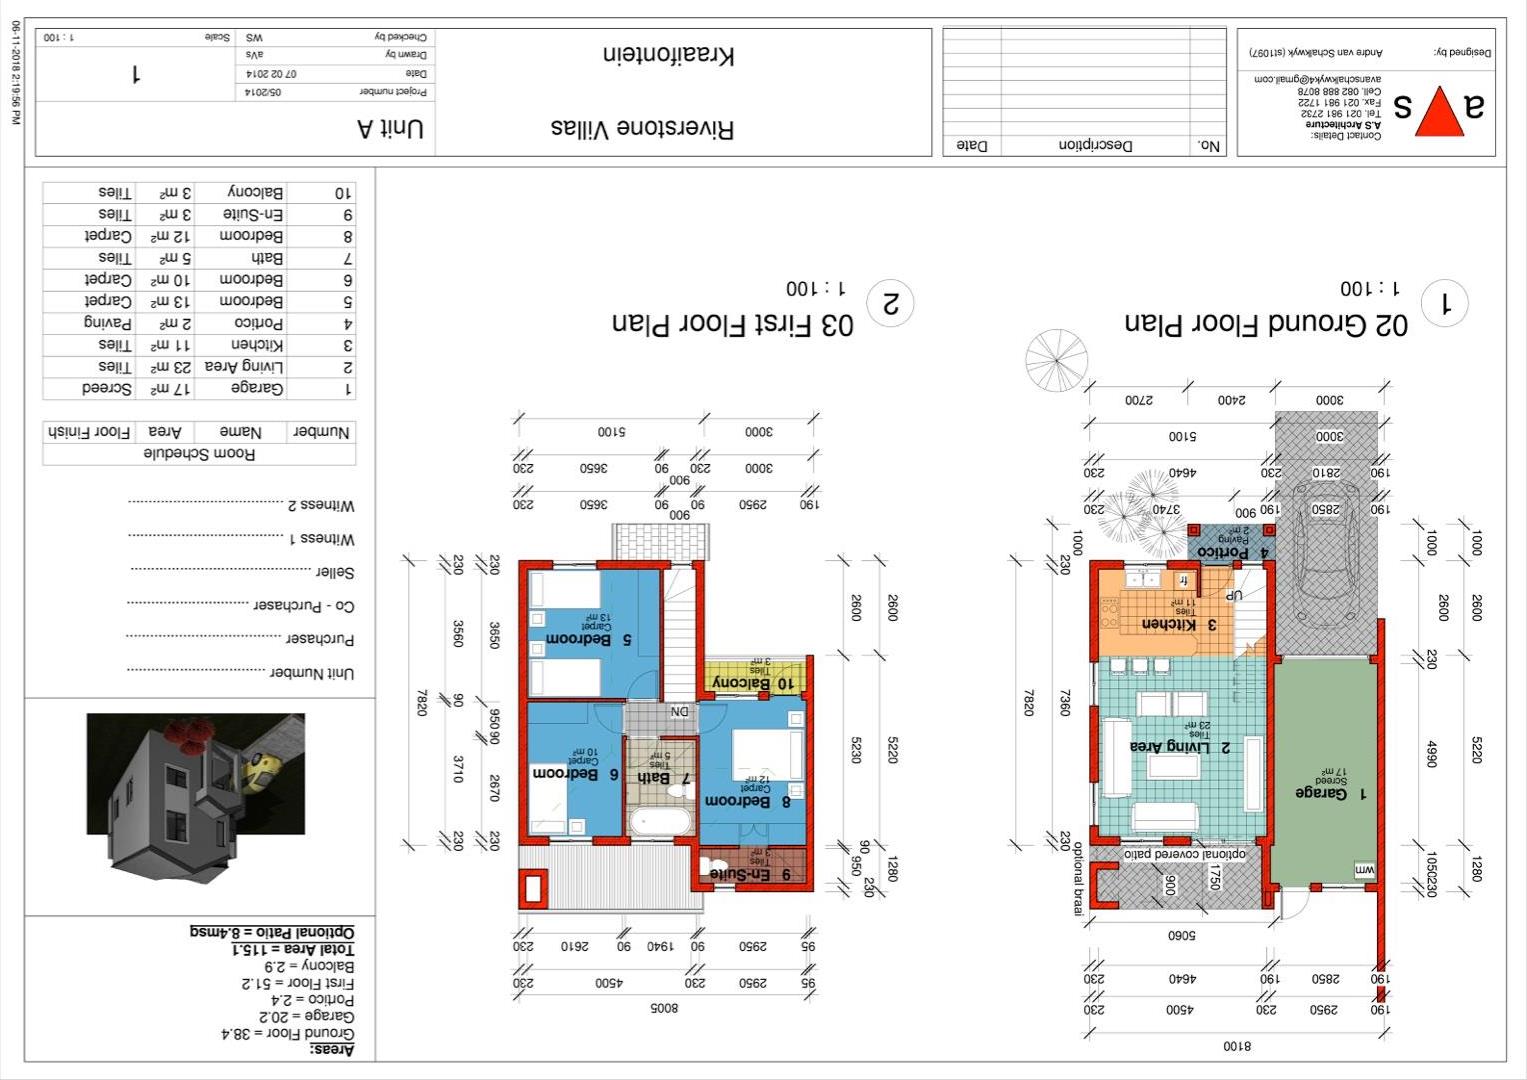 Areas:
Ground Floor = 38.4
Garage = 20.2
Portico = 2.4
First Floor = 51.2
Balcony = 2.9
Total Area = 115.1
Optional Patio = 8.4msq
Unit Number
Purchaser
Co - Purchaser
Seller
Witness 1
Witness 2
Room Schedule
Number Name Area Floor Finish
1 Garage 17 m² Screed
2 Living Area 23 m² Tiles
3 Kitchen 11 m² Tiles
4 Portico 2 m² Paving
5 Bedroom 13 m² Carpet
6 Bedroom 10 m² Carpet
7 Bath 5 m² Tiles
8 Bedroom 12 m² Carpet
9 En-Suite 3 m² Tiles
10 Balcony 3 m² Tiles
8100
190 2950 230 4500 230
190 2850 190 4640 230
5060
optional braai
optional covered patio
1750
900
wm
1 Garage
Screed
17 m²
2 Living Area
Tiles
23 m²
3 Kitchen
Tiles
11 m²
4 Portico
Paving
2 m²
UP
fr
1280
5220
2600
1000
1050 230
4990
230
2600
1000
230
7360
230
1000
7820
190 2850 190 900 3740 230
190 2810 230 4640 230
3000 5100
3000 2400 2700
1
02 Ground Floor Plan
1 : 100
8005
95 2950 230 4500 230
95 2950 90 1940 90 2610 230
9 En-Suite
Tiles
3 m²
8 Bedroom
Carpet
12 m²
7 Bath
Tiles
5 m²
6 Bedroom
Carpet
10 m²
5 Bedroom
Carpet
13 m²
10 Balcony
Tiles
3 m²
DN
1280
5220
2600
230
950
90
5230
2600
230
2670
90
950
3650
230
230
3710
90
3560
230
7820
190 2950 90 900 90 3650 230
3000 230 900 90 3650 230
3000 5100
2
03 First Floor Plan
1 : 100
a s
Contact Details:
A.S Architecture
Tel. 021 981 2732
Fax. 021 981 1722
Cell. 082 888 8078
avanschalkwyk4@gmail.com
Designed by: Andre van Schalkwyk (st1097)
No. Description Date
Riverstone Villas
Kraaifontein
Unit A
Project number 05/2014
Date 07 02 2014
Drawn by aVs
Checked by WS
1
Scale 1 : 100
06-11-2018 2:19:56 PM